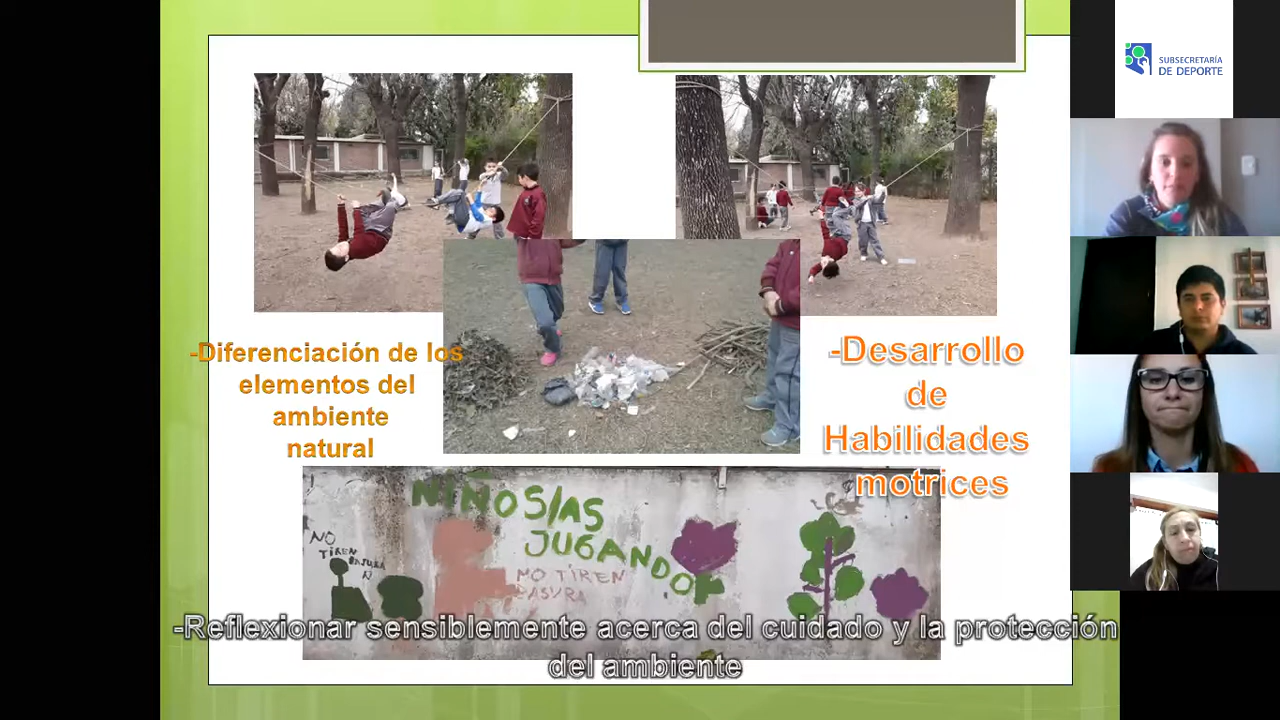 SUBSECRETARÍA
DE DEPORTE
-Diferenciación de los
elementos del
ambiente
natural
-Desarrollo
de
Habilidades
motrices
NIÑOS/AS
JUGANDO
NO
TIREN
BASURA
NO TIREN
BASURA
-Reflexionar sensiblemente acerca del cuidado y la protección
del ambiente